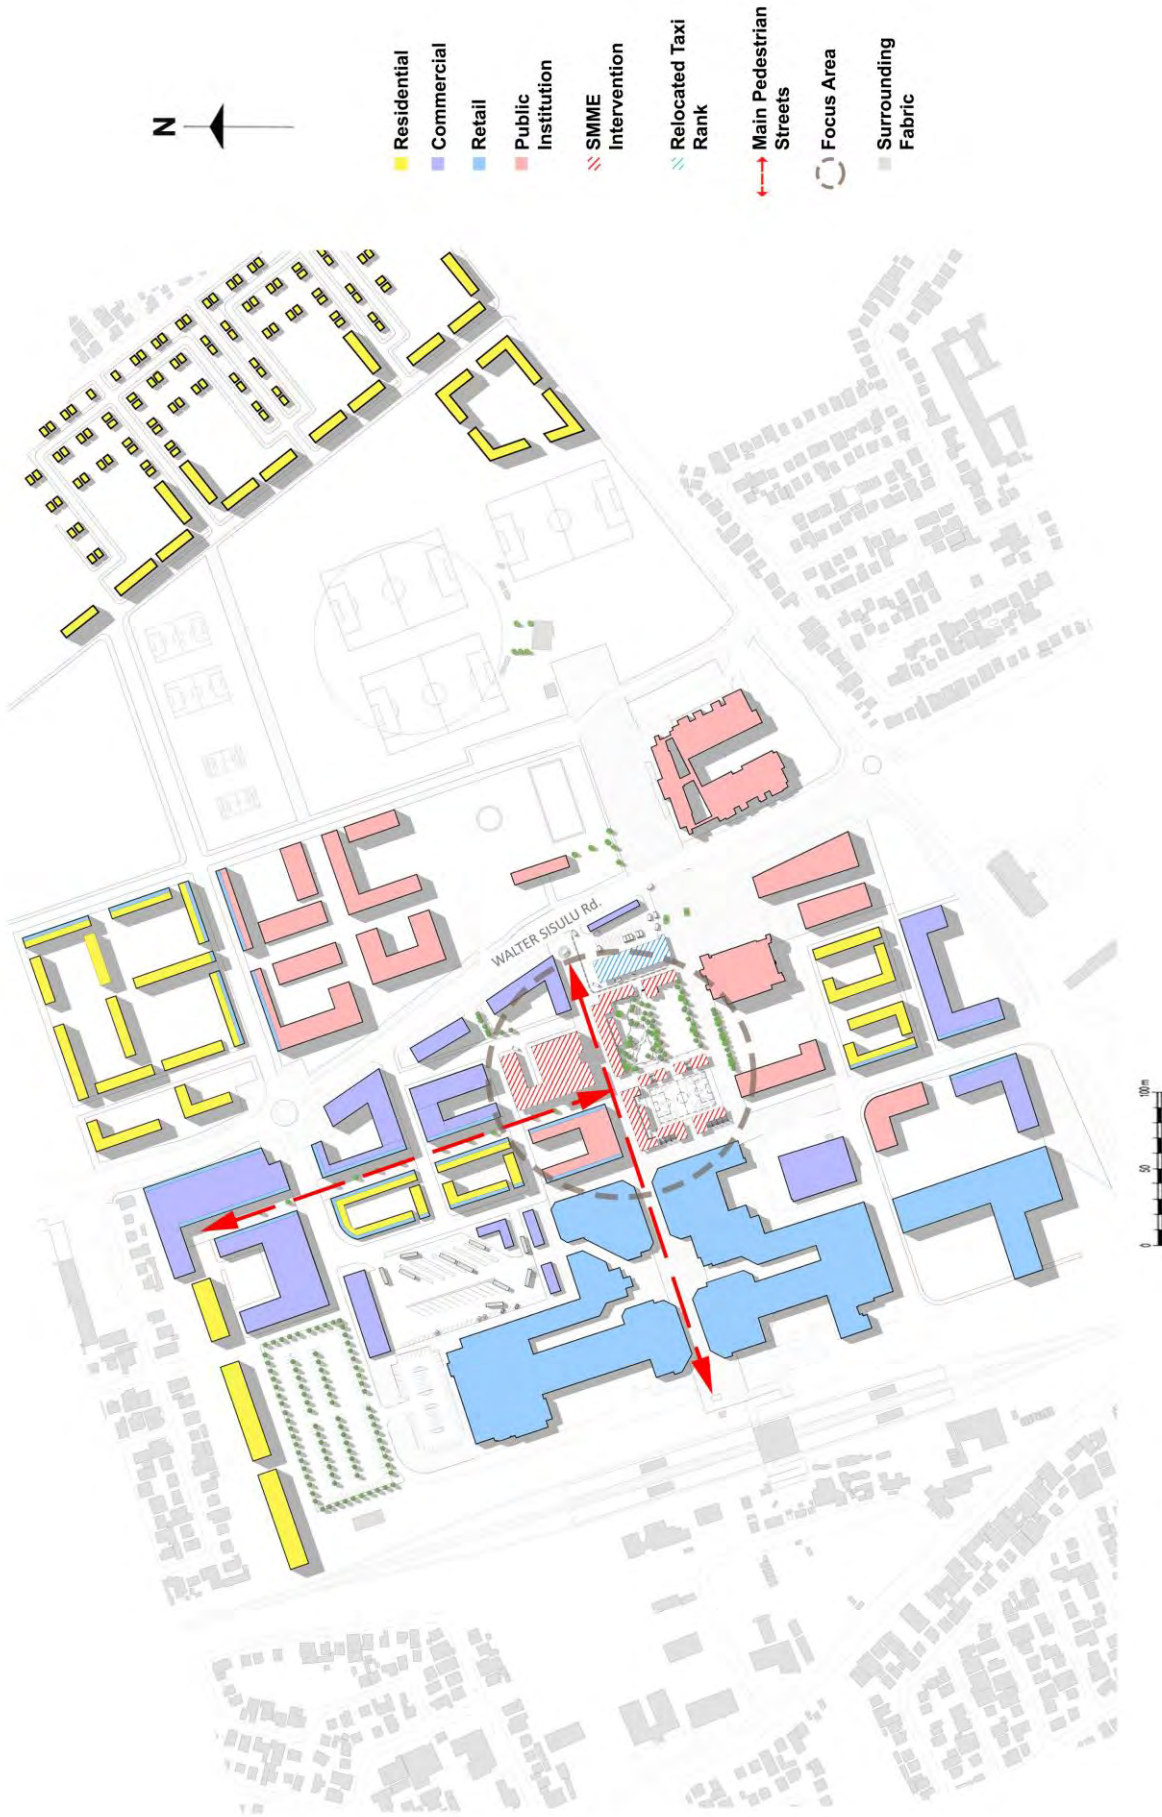 N
Residential
Commercial
Retail
Public
Institution
SMME
Intervention
Relocated Taxi
Rank
Main Pedestrian
Streets
Focus Area
Surrounding
Fabric
WALTER SISULU Rd.
0
50
100 m